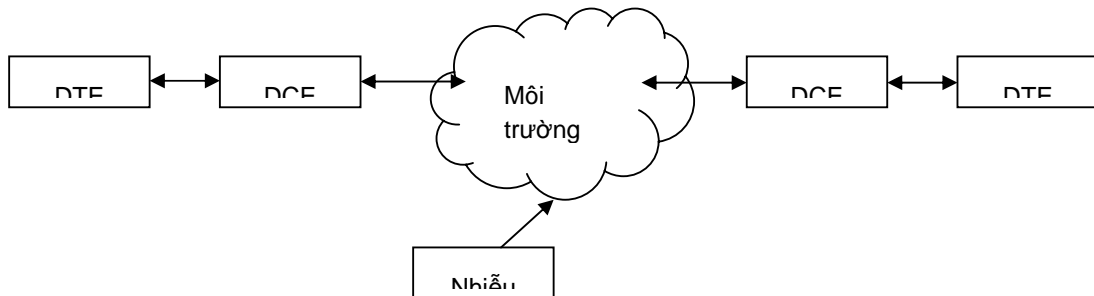 DTE
DCE
Môi
trường
DCE
DTE
Nhiễu